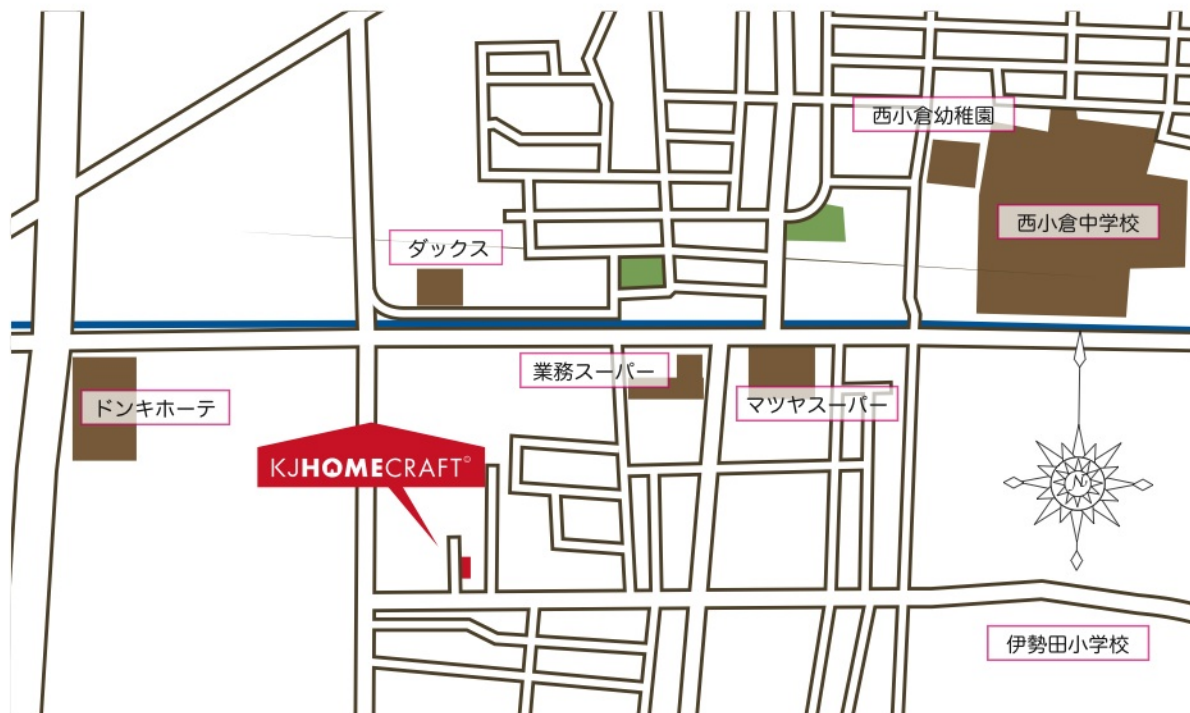 西小倉幼稚園
西小倉中学校
ダックス
業務スーパー
マツヤスーパー
ドンキホーテ
KJHOMECRAFT©
N
伊勢田小学校